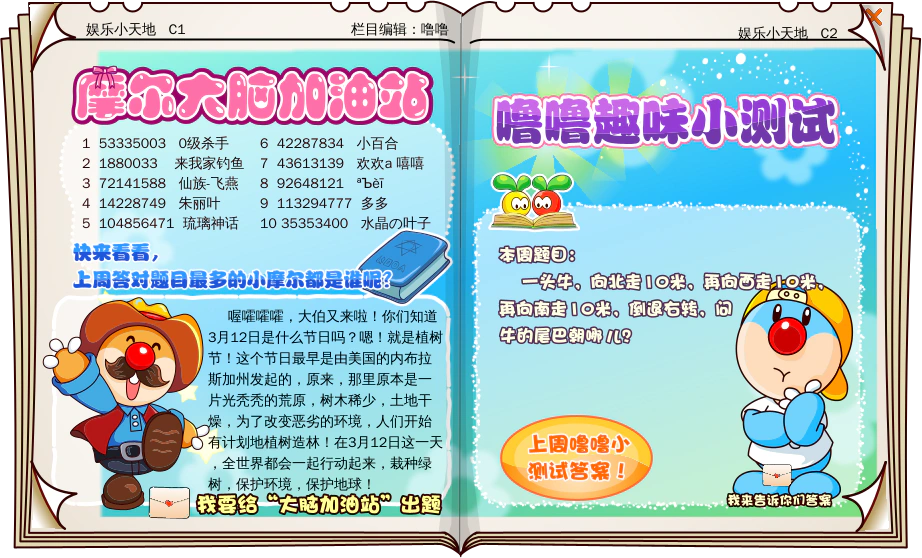 娱乐小天地 C1
栏目编辑：噜噜
摩尔大脑加油站
1 53335003 0级杀手 6 42287834 小百合
2 1880033 来我家钓鱼 7 43613139 欢欢a 嘻嘻
3 72141588 仙族-飞燕 8 92648121 ªЪèī
4 14228749 朱丽叶 9 113294777 多多
5 104856471 琉璃神话 10 35353400 水晶の叶子
快来看看，
上周答对题目最多的小摩尔都是谁呢？
喔嚯嚯嚯，大伯又来啦！你们知道
3月12日是什么节日吗？嗯！就是植树
节！这个节日最早是由美国的内布拉
斯加州发起的，原来，那里原本是一
片光秃秃的荒原，树木稀少，土地干
燥，为了改变恶劣的环境，人们开始
有计划地植树造林！在3月12日这一天
，全世界都会一起行动起来，栽种绿
树，保护环境，保护地球！
我要给“大脑加油站”出题
娱乐小天地 C2
噜噜趣味小测试
本周题目：
一头牛，向北走10米，再向西走10米，
再向南走10米，倒退右转，问
牛的尾巴朝哪儿？
上周噜噜小
测试答案！
我来告诉你们答案